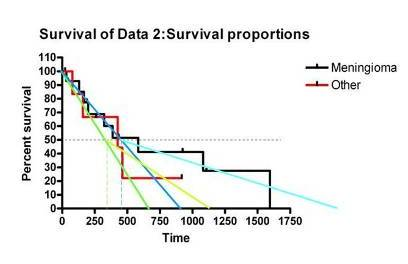 Survival of Data 2:Survival proportions
110
100
90
80
70
60
50
40
30
20
10
0
Percent survival
0 250 500 750 1000 1250 1500 1750
Time
Meningioma
Other